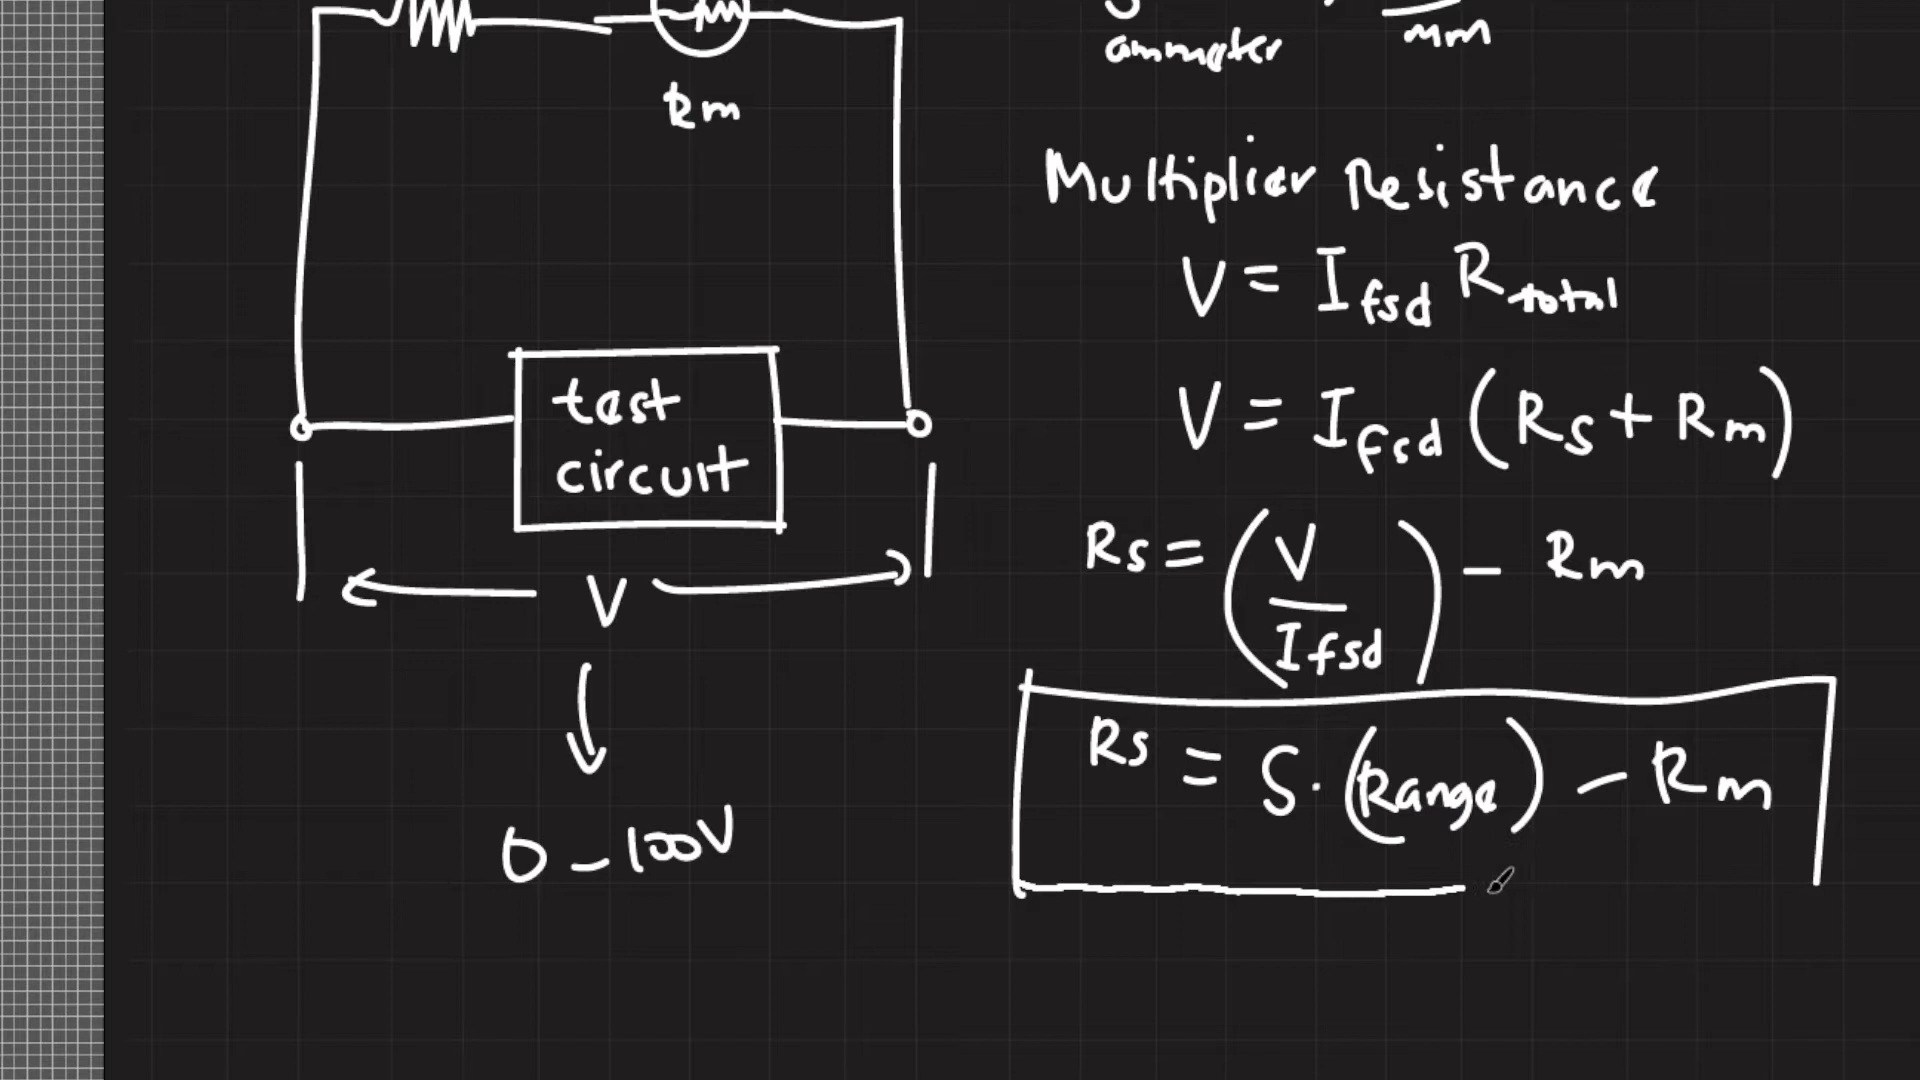 ammeter
mm
Rm
Multiplier Resistance
V = Ifsd Rtotal
V = Ifsd (Rs + Rm)
test
circuit
Rs = (V / Ifsd) - Rm
V
Rs = S · (Range) - Rm
0 - 100V